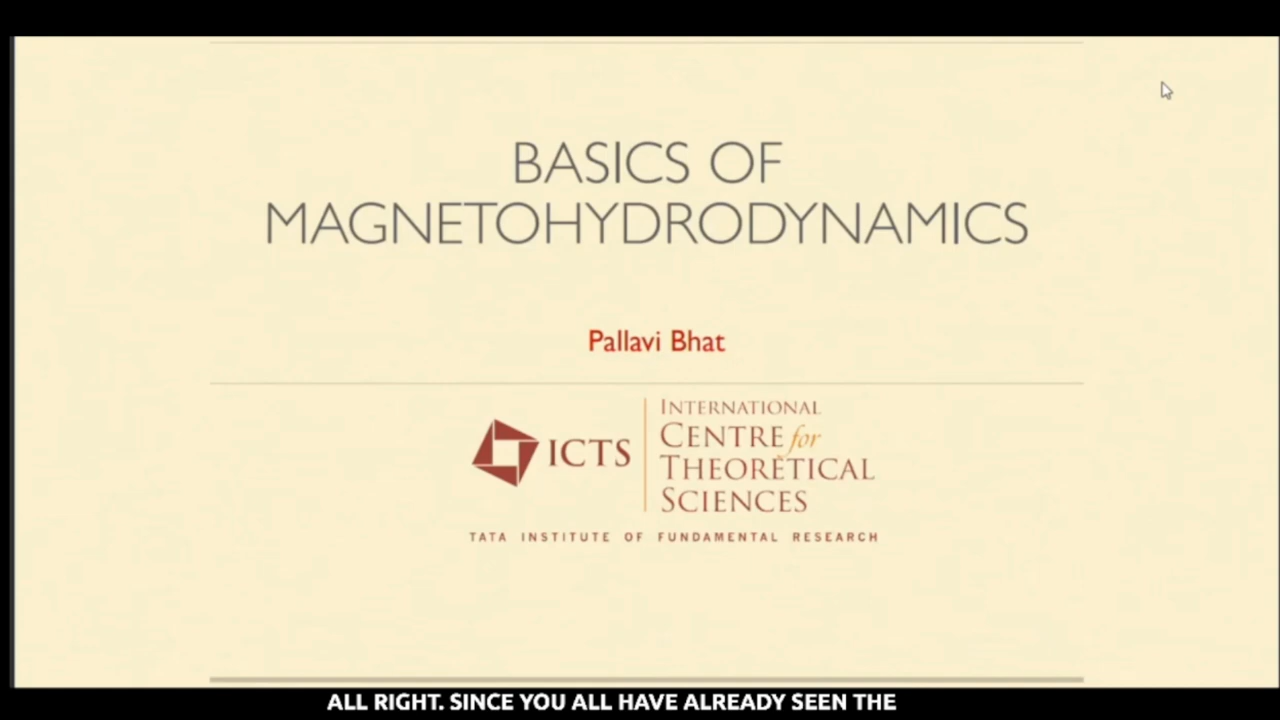 BASICS OF
MAGNETOHYDRODYNAMICS
Pallavi Bhat
ICTS
INTERNATIONAL
CENTRE for
THEORETICAL
SCIENCES
TATA INSTITUTE OF FUNDAMENTAL RESEARCH
ALL RIGHT. SINCE YOU ALL HAVE ALREADY SEEN THE